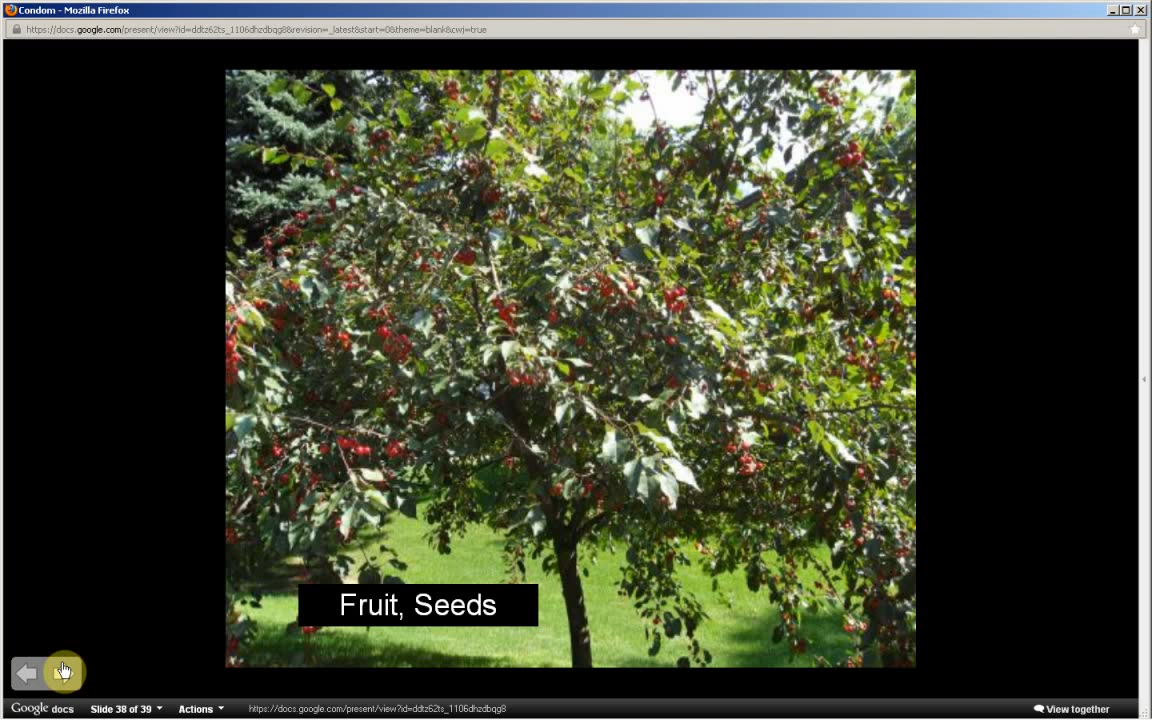 Condom - Mozilla Firefox
https://docs.google.com/present/view?id=ddtz62ts_1106dhzdbqg8&revision=_latest&start=0&theme=blank&cwj=true
Fruit, Seeds
Google docs Slide 38 of 39 Actions https://docs.google.com/present/view?id=ddtz62ts_1106dhzdbqg8 View together